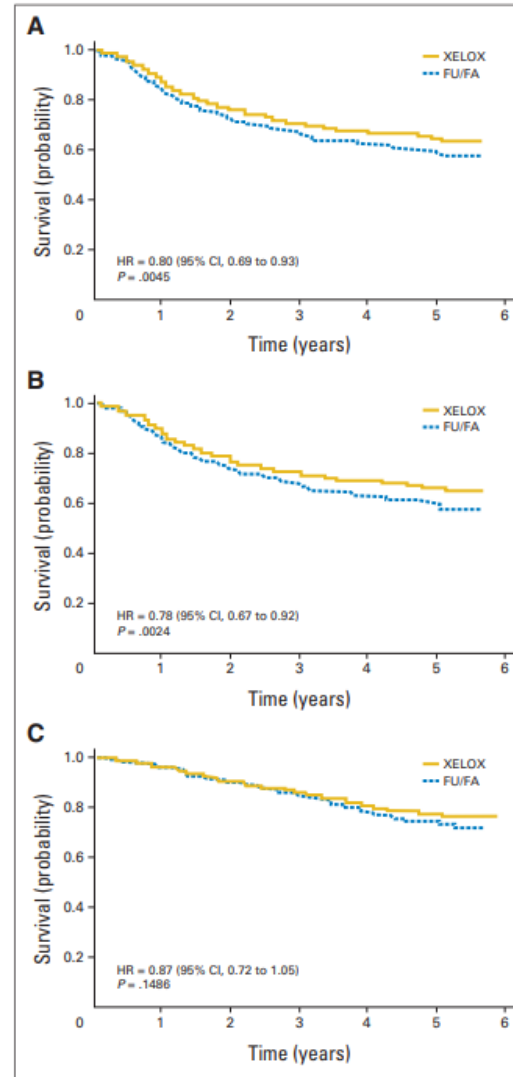 A
1.0
0.8
0.6
0.4
0.2
0
Survival (probability)
XELOX
FU/FA
HR = 0.80 (95% CI, 0.69 to 0.93)
P = .0045
1 2 3 4 5 6
Time (years)
B
1.0
0.8
0.6
0.4
0.2
0
Survival (probability)
XELOX
FU/FA
HR = 0.78 (95% CI, 0.67 to 0.92)
P = .0024
1 2 3 4 5 6
Time (years)
C
1.0
0.8
0.6
0.4
0.2
0
Survival (probability)
XELOX
FU/FA
HR = 0.87 (95% CI, 0.72 to 1.05)
P = .1486
1 2 3 4 5 6
Time (years)